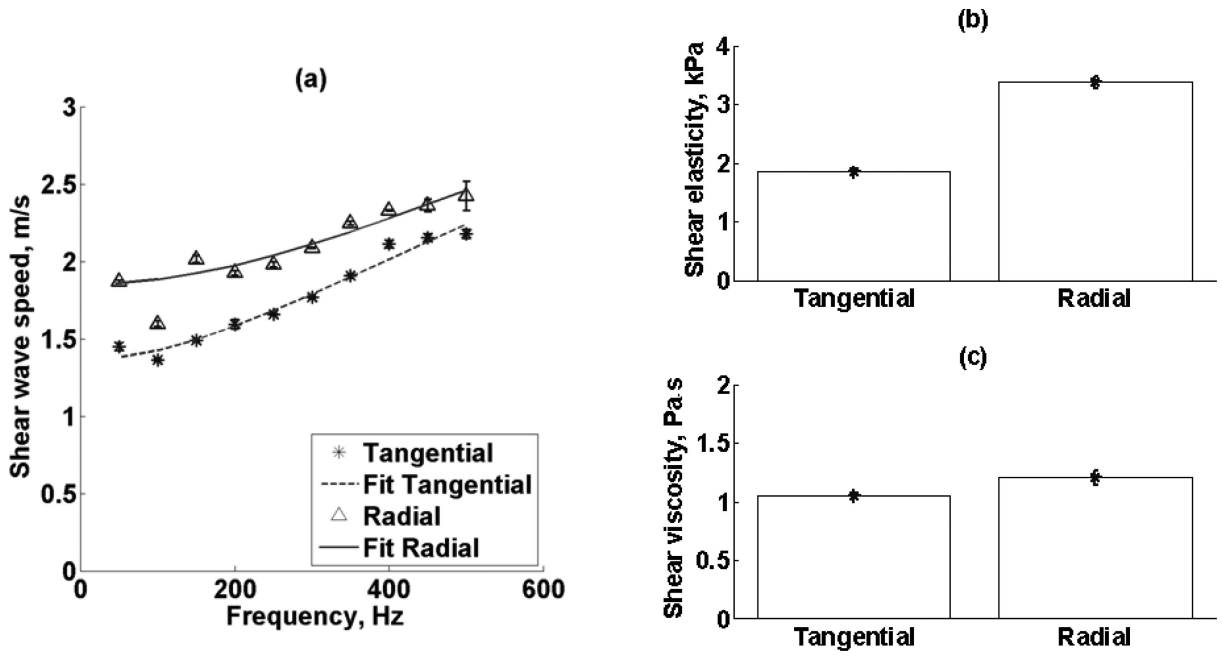 (a)
Shear wave speed, m/s
3
2.5
2
1.5
1
0.5
0
0 200 400 600
Frequency, Hz
Tangential
Fit Tangential
Radial
Fit Radial
(b)
Shear elasticity, kPa
4
3
2
1
0
Tangential Radial
(c)
Shear viscosity, Pa·s
2
1.5
1
0.5
0
Tangential Radial